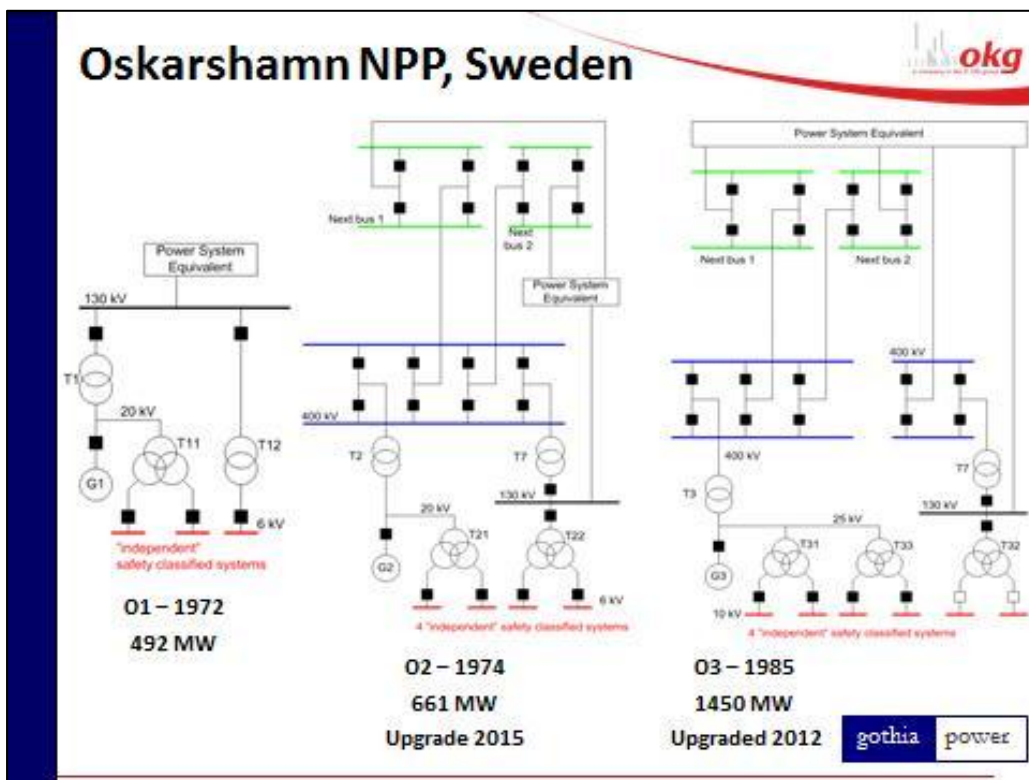 Oskarshamn NPP, Sweden
okg
Power System
Equivalent
130 kV
T1
20 kV
T11
T12
G1
6 kV
"independent"
safety classified systems
O1 – 1972
492 MW
Next bus 1
Next
bus 2
Power System
Equivalent
400 kV
T2
T7
130 kV
20 kV
T21
T22
G2
6 kV
4 "independent" safety classified systems
O2 – 1974
661 MW
Upgrade 2015
Power System Equivalent
Next bus 1
Next bus 2
400 kV
400 kV
T3
T7
130 kV
25 kV
T31
T33
T32
G3
10 kV
4 "independent" safety classified systems
O3 – 1985
1450 MW
Upgraded 2012
gothia power